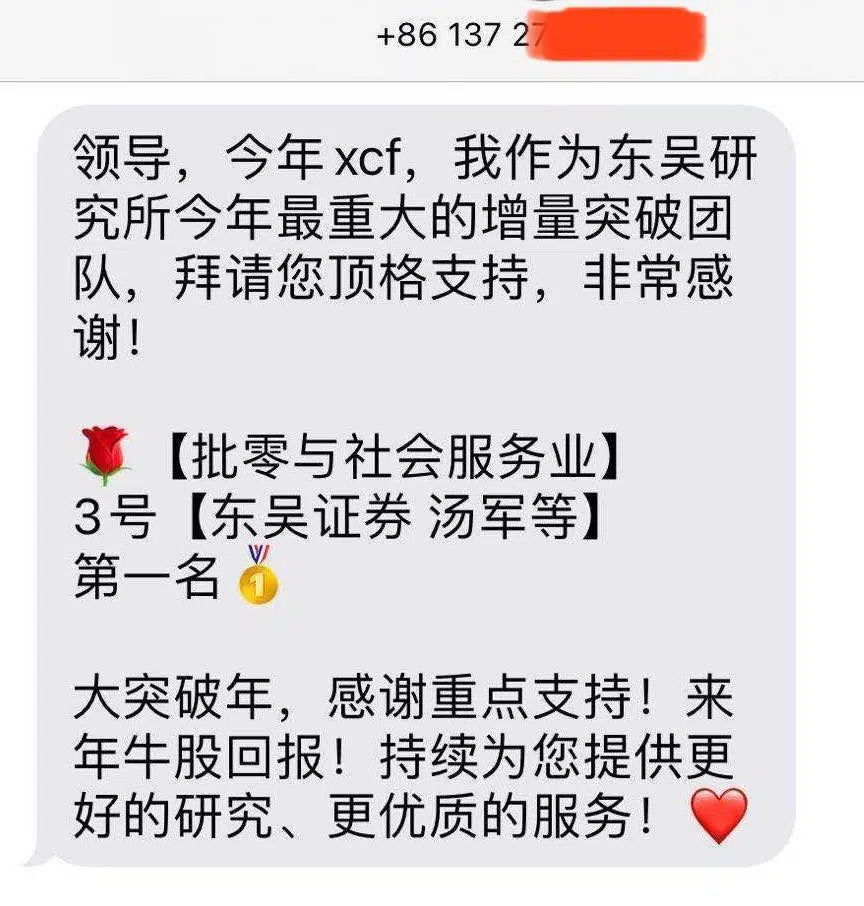 +86 137 27
领导，今年xcf，我作为东吴研
究所今年最重大的增量突破团
队，拜请您顶格支持，非常感
谢！
🌹【批零与社会服务业】
3号【东吴证券 汤军等】
第一名🥇
大突破年，感谢重点支持！来
年牛股回报！持续为您提供更
好的研究、更优质的服务！❤️